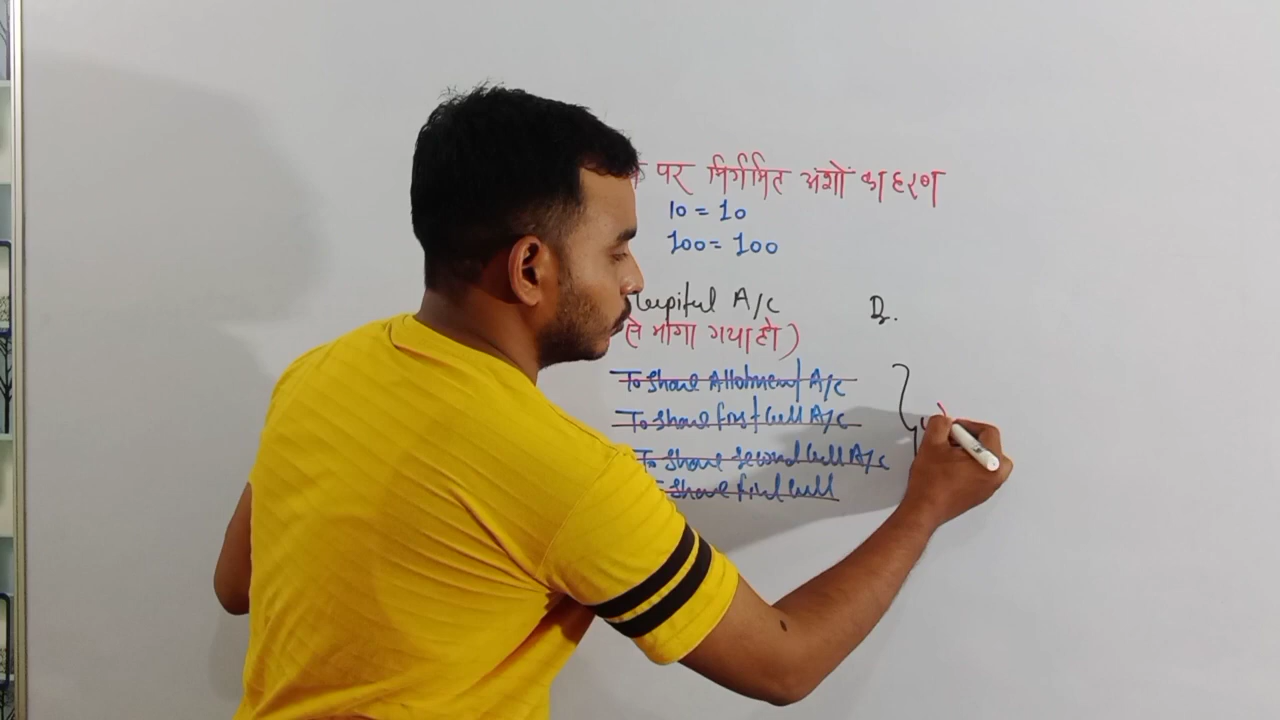 पर निर्गमित अंशों का हरण
10 = 10
100 = 100
A/c Dr.
मांगा गया हो )
To Share Allotment A/c
To Share first Call A/c
To Share Second Call A/c
Share final Call